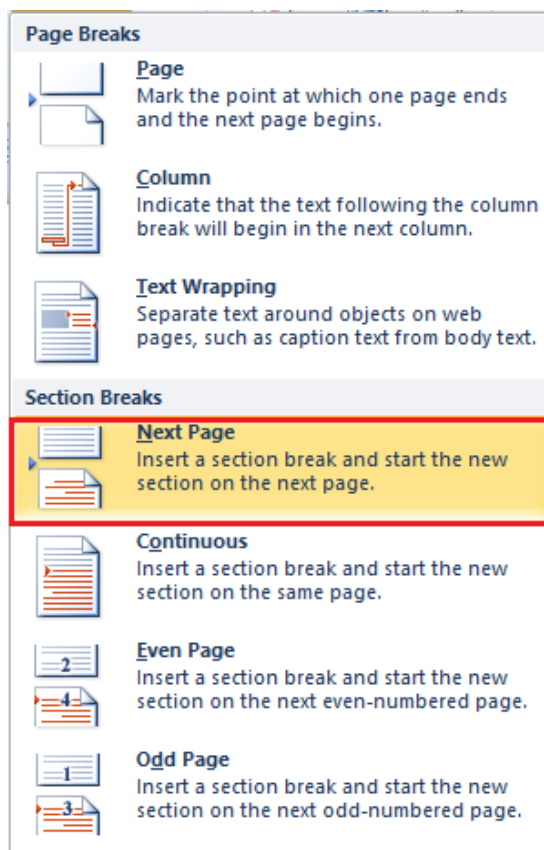 Page Breaks
Page
Mark the point at which one page ends
and the next page begins.
Column
Indicate that the text following the column
break will begin in the next column.
Text Wrapping
Separate text around objects on web
pages, such as caption text from body text.
Section Breaks
Next Page
Insert a section break and start the new
section on the next page.
Continuous
Insert a section break and start the new
section on the same page.
2
Even Page
4
Insert a section break and start the new
section on the next even-numbered page.
1
Odd Page
3
Insert a section break and start the new
section on the next odd-numbered page.